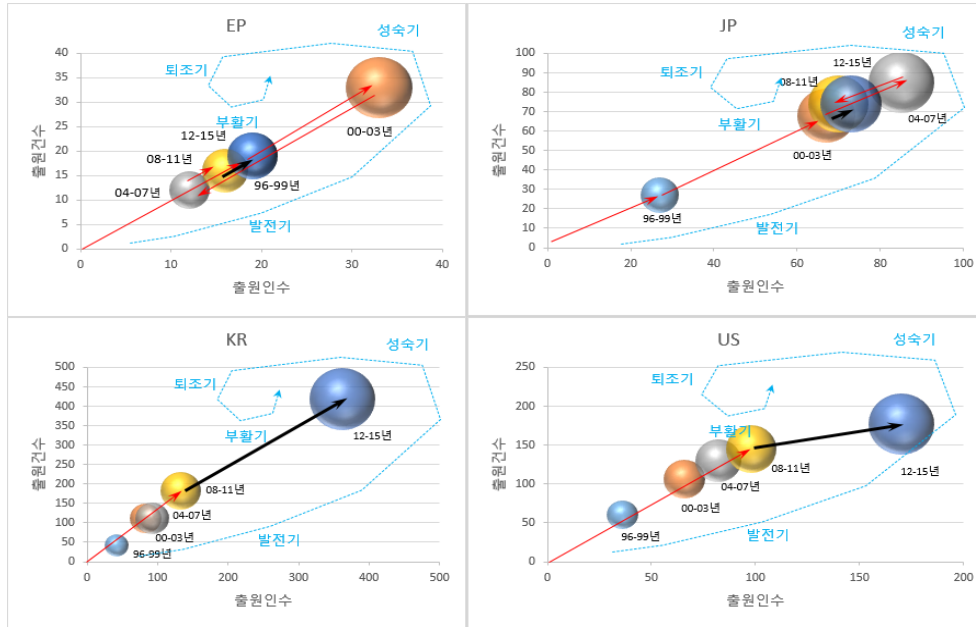 EP
40
35
30
25
20
15
10
5
0
0
10
20
30
40
출원건수
출원인수
성숙기
퇴조기
부활기
발전기
12-15년
08-11년
04-07년
96-99년
00-03년
JP
100
90
80
70
60
50
40
30
20
10
0
0
20
40
60
80
100
출원건수
출원인수
성숙기
퇴조기
부활기
발전기
12-15년
08-11년
04-07년
00-03년
96-99년
KR
500
450
400
350
300
250
200
150
100
50
0
0
100
200
300
400
500
출원건수
출원인수
성숙기
퇴조기
부활기
발전기
12-15년
08-11년
04-07년
00-03년
96-99년
US
250
200
150
100
50
0
0
50
100
150
200
출원건수
출원인수
성숙기
퇴조기
부활기
발전기
08-11년
12-15년
04-07년
00-03년
96-99년